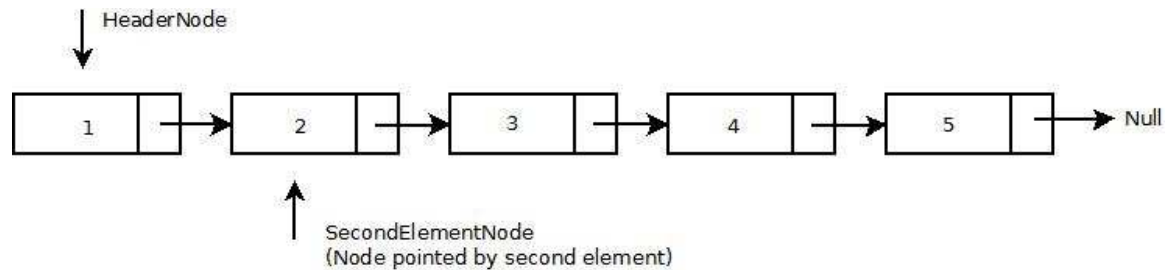 HeaderNode
1
2
3
4
5
Null
SecondElementNode
(Node pointed by second element)